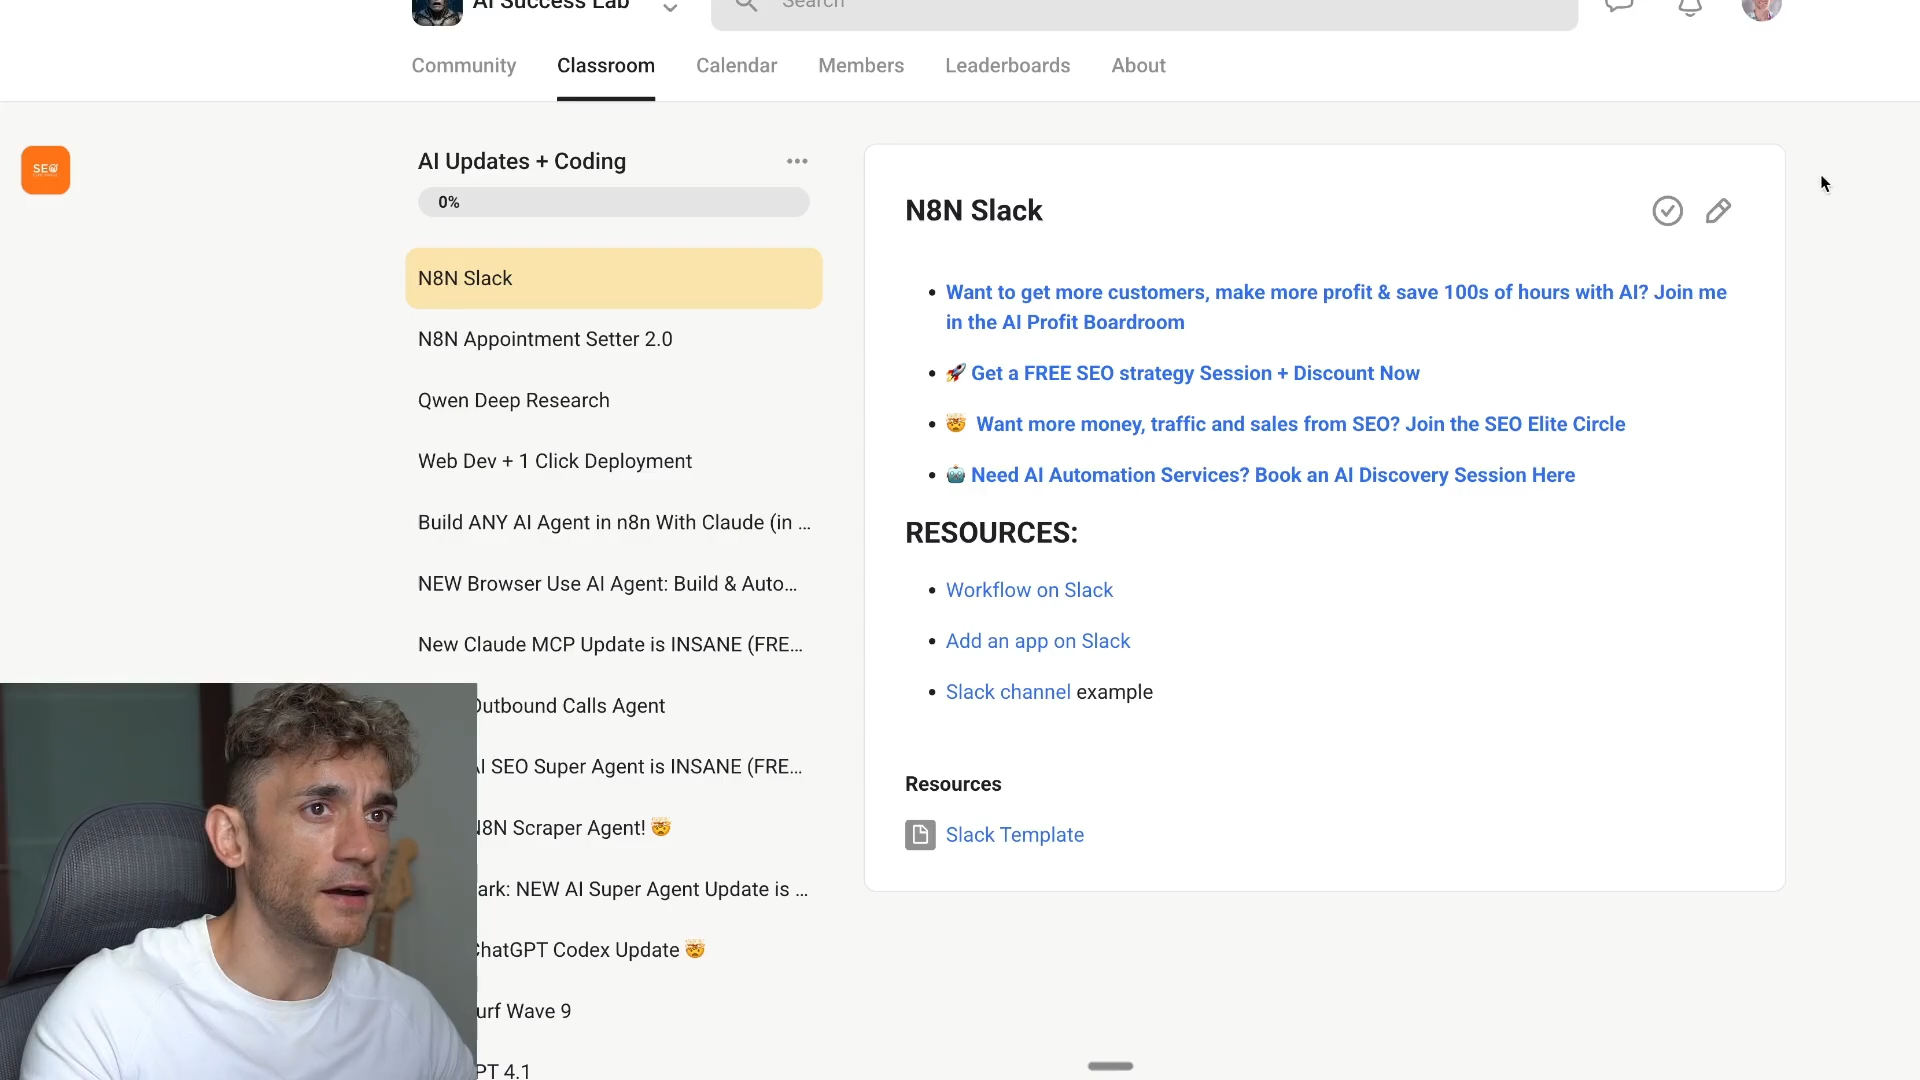 AI Success Lab
Search
Community Classroom Calendar Members Leaderboards About
SEO
AI Updates + Coding
0%
N8N Slack
N8N Appointment Setter 2.0
Qwen Deep Research
Web Dev + 1 Click Deployment
Build ANY AI Agent in n8n With Claude (in ...
NEW Browser Use AI Agent: Build & Auto...
New Claude MCP Update is INSANE (FRE...
Outbound Calls Agent
AI SEO Super Agent is INSANE (FRE...
N8N Scraper Agent! 🤯
ark: NEW AI Super Agent Update is ...
ChatGPT Codex Update 🤯
urf Wave 9
PT 4.1
N8N Slack
• Want to get more customers, make more profit & save 100s of hours with AI? Join me
in the AI Profit Boardroom
• 🚀 Get a FREE SEO strategy Session + Discount Now
• 🤯 Want more money, traffic and sales from SEO? Join the SEO Elite Circle
• 🤖 Need AI Automation Services? Book an AI Discovery Session Here
RESOURCES:
• Workflow on Slack
• Add an app on Slack
• Slack channel example
Resources
Slack Template